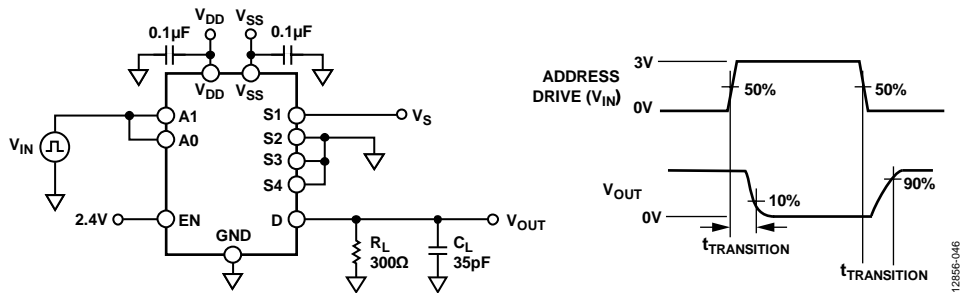 VDD
VSS
0.1µF
0.1µF
VDD
VSS
A1
A0
VIN
2.4V
EN
GND
S1
VS
S2
S3
S4
D
VOUT
RL
300Ω
CL
35pF
ADDRESS
DRIVE (VIN)
3V
0V
50%
50%
VOUT
0V
10%
90%
tTRANSITION
tTRANSITION
12856-046